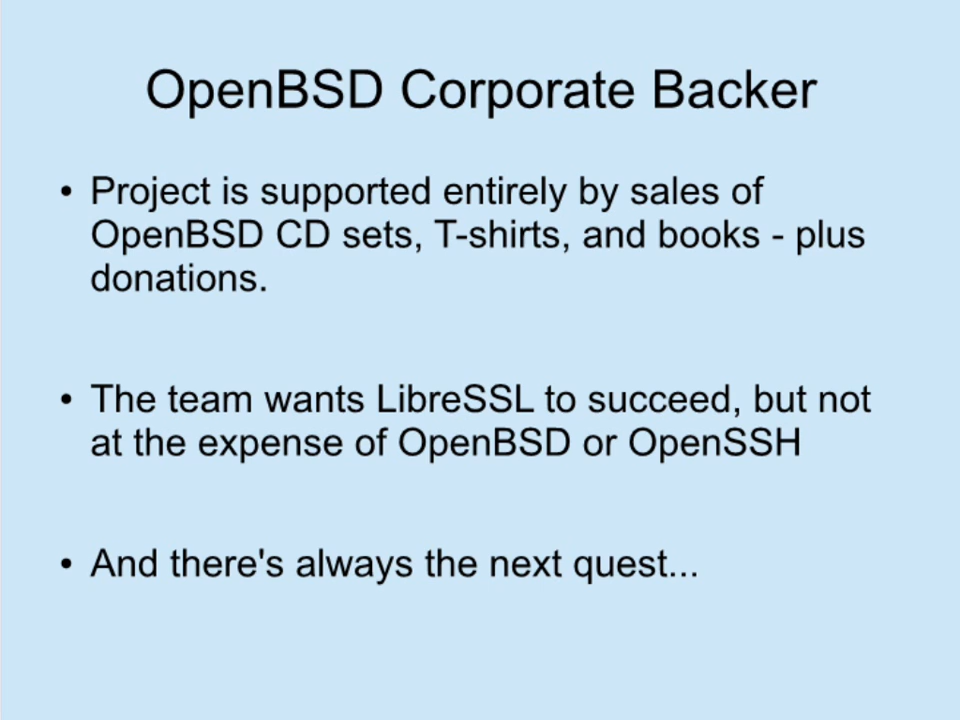 OpenBSD Corporate Backer
• Project is supported entirely by sales of
OpenBSD CD sets, T-shirts, and books - plus
donations.
• The team wants LibreSSL to succeed, but not
at the expense of OpenBSD or OpenSSH
• And there's always the next quest...